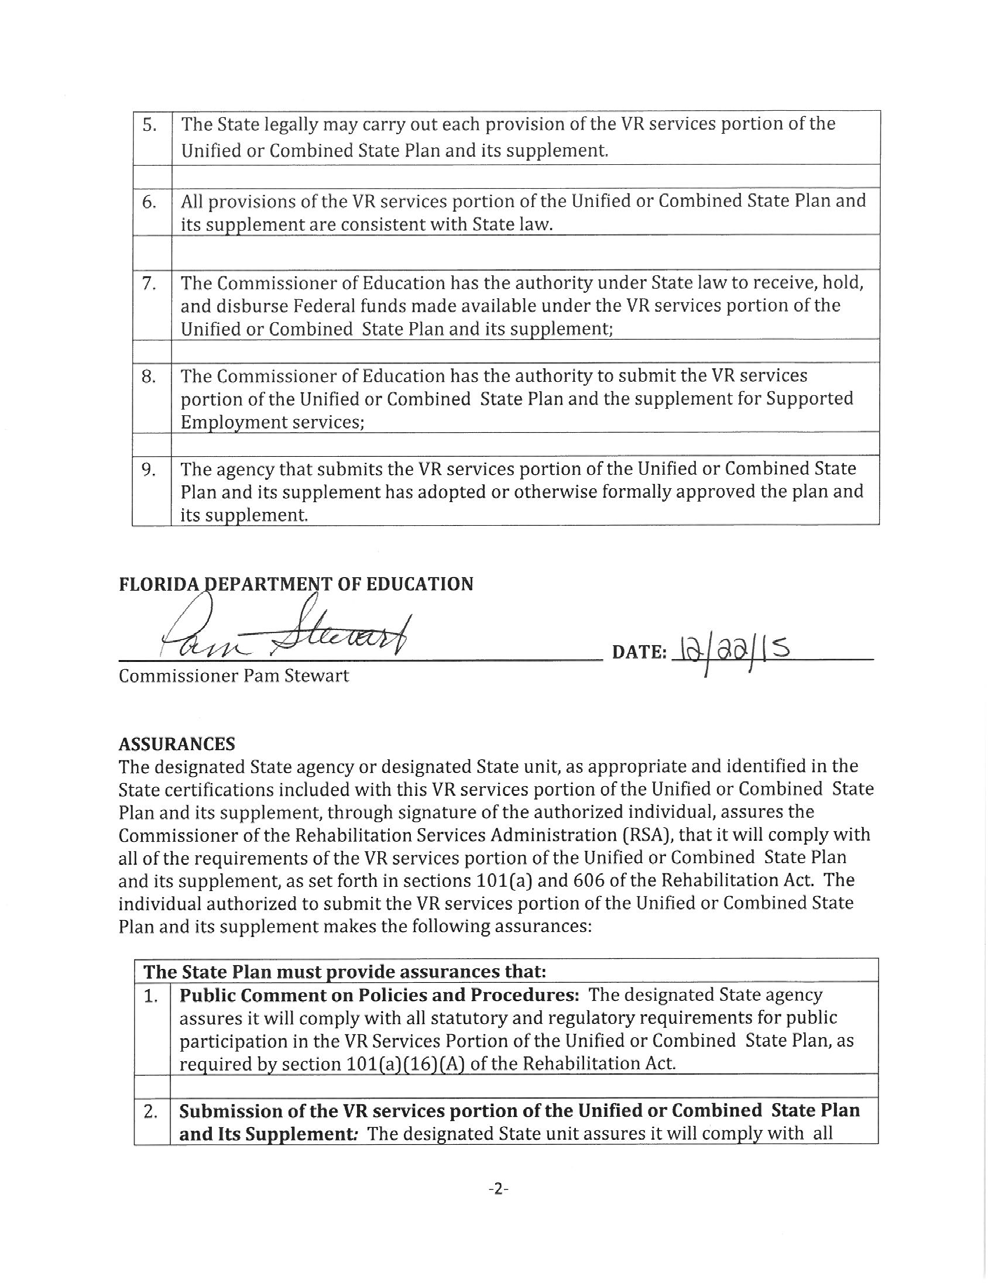 5. The State legally may carry out each provision of the VR services portion of the
Unified or Combined State Plan and its supplement.
6. All provisions of the VR services portion of the Unified or Combined State Plan and
its supplement are consistent with State law.
7. The Commissioner of Education has the authority under State law to receive, hold,
and disburse Federal funds made available under the VR services portion of the
Unified or Combined State Plan and its supplement;
8. The Commissioner of Education has the authority to submit the VR services
portion of the Unified or Combined State Plan and the supplement for Supported
Employment services;
9. The agency that submits the VR services portion of the Unified or Combined State
Plan and its supplement has adopted or otherwise formally approved the plan and
its supplement.
FLORIDA DEPARTMENT OF EDUCATION
Pam Stewart
DATE: 12/22/15
Commissioner Pam Stewart
ASSURANCES
The designated State agency or designated State unit, as appropriate and identified in the
State certifications included with this VR services portion of the Unified or Combined State
Plan and its supplement, through signature of the authorized individual, assures the
Commissioner of the Rehabilitation Services Administration (RSA), that it will comply with
all of the requirements of the VR services portion of the Unified or Combined State Plan
and its supplement, as set forth in sections 101(a) and 606 of the Rehabilitation Act. The
individual authorized to submit the VR services portion of the Unified or Combined State
Plan and its supplement makes the following assurances:
The State Plan must provide assurances that:
1. Public Comment on Policies and Procedures: The designated State agency
assures it will comply with all statutory and regulatory requirements for public
participation in the VR Services Portion of the Unified or Combined State Plan, as
required by section 101(a)(16)(A) of the Rehabilitation Act.
2. Submission of the VR services portion of the Unified or Combined State Plan
and Its Supplement: The designated State unit assures it will comply with all
-2-